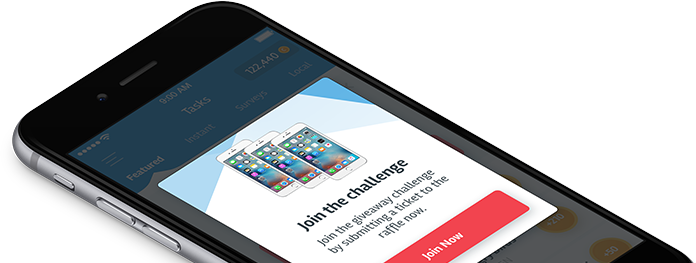 9:00 AM
122,440
Tasks
Featured
Instant
Surveys
Local
Join the challenge
Join the giveaway challenge
by submitting a ticket to the
raffle now.
Join Now
+50